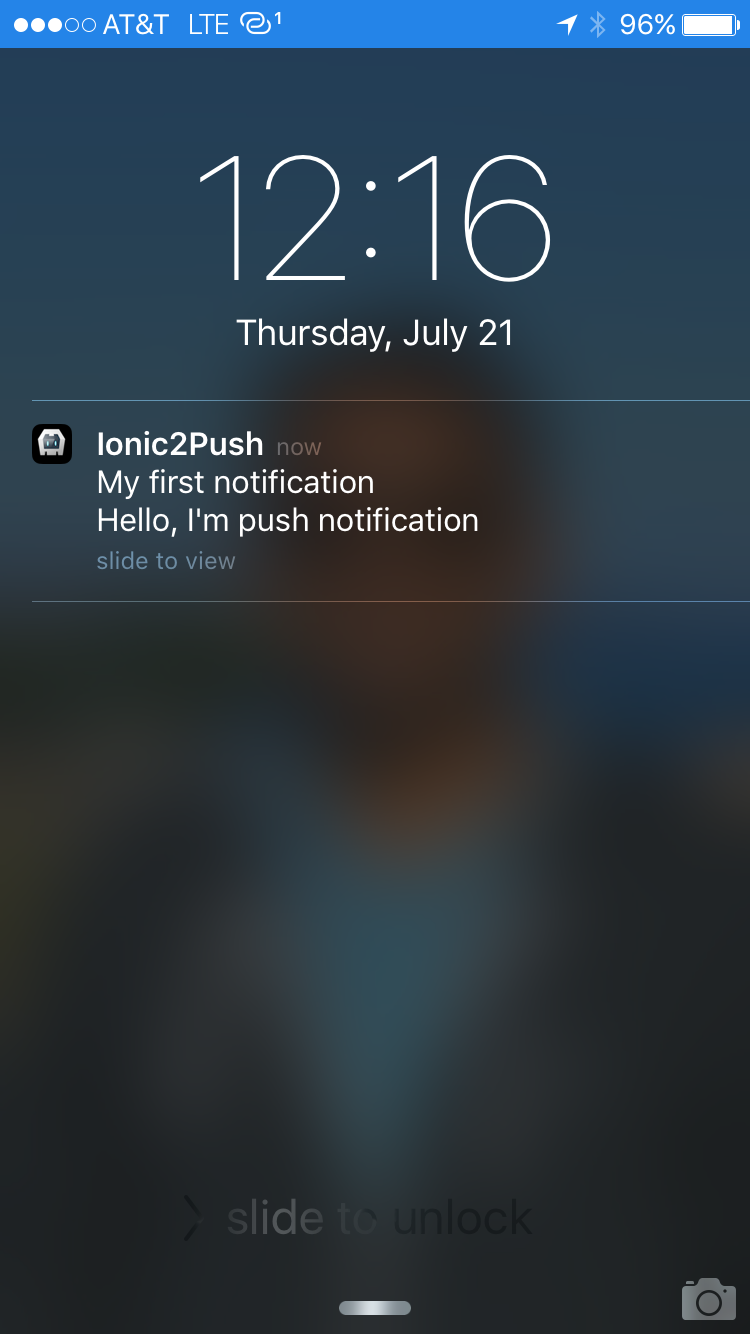 AT&T LTE 1 96%
12:16
Thursday, July 21
Ionic2Push now
My first notification
Hello, I'm push notification
slide to view
slide to unlock